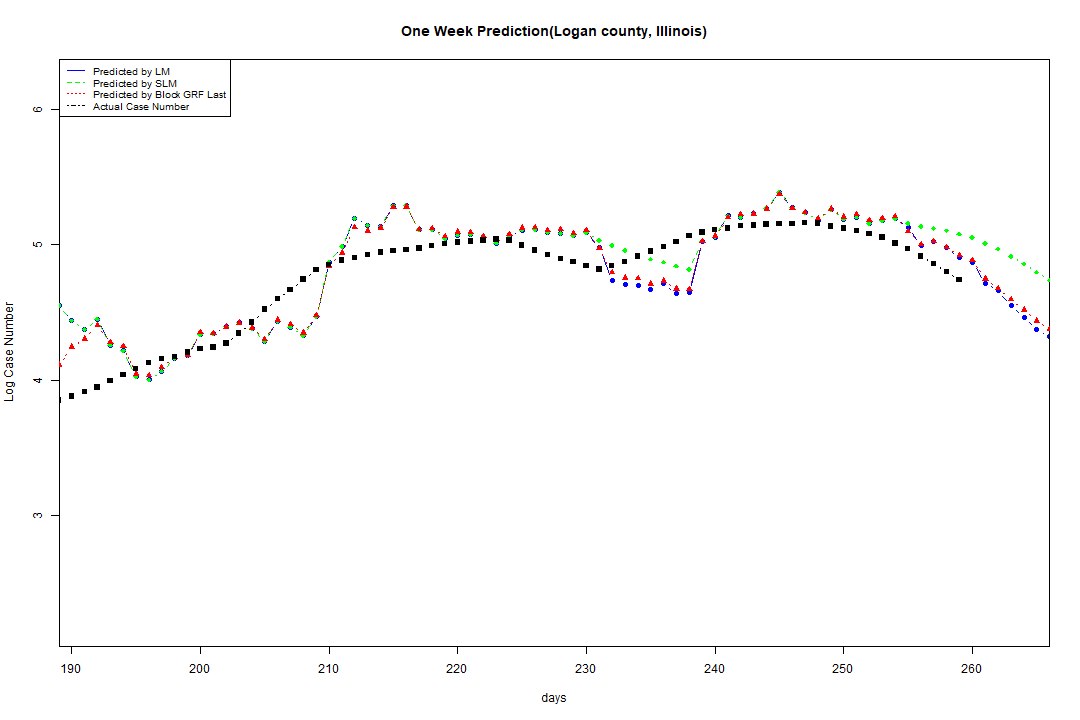 One Week Prediction(Logan county, Illinois)
Predicted by LM
Predicted by SLM
Predicted by Block GRF Last
Actual Case Number
6
5
4
3
Log Case Number
190 200 210 220 230 240 250 260
days